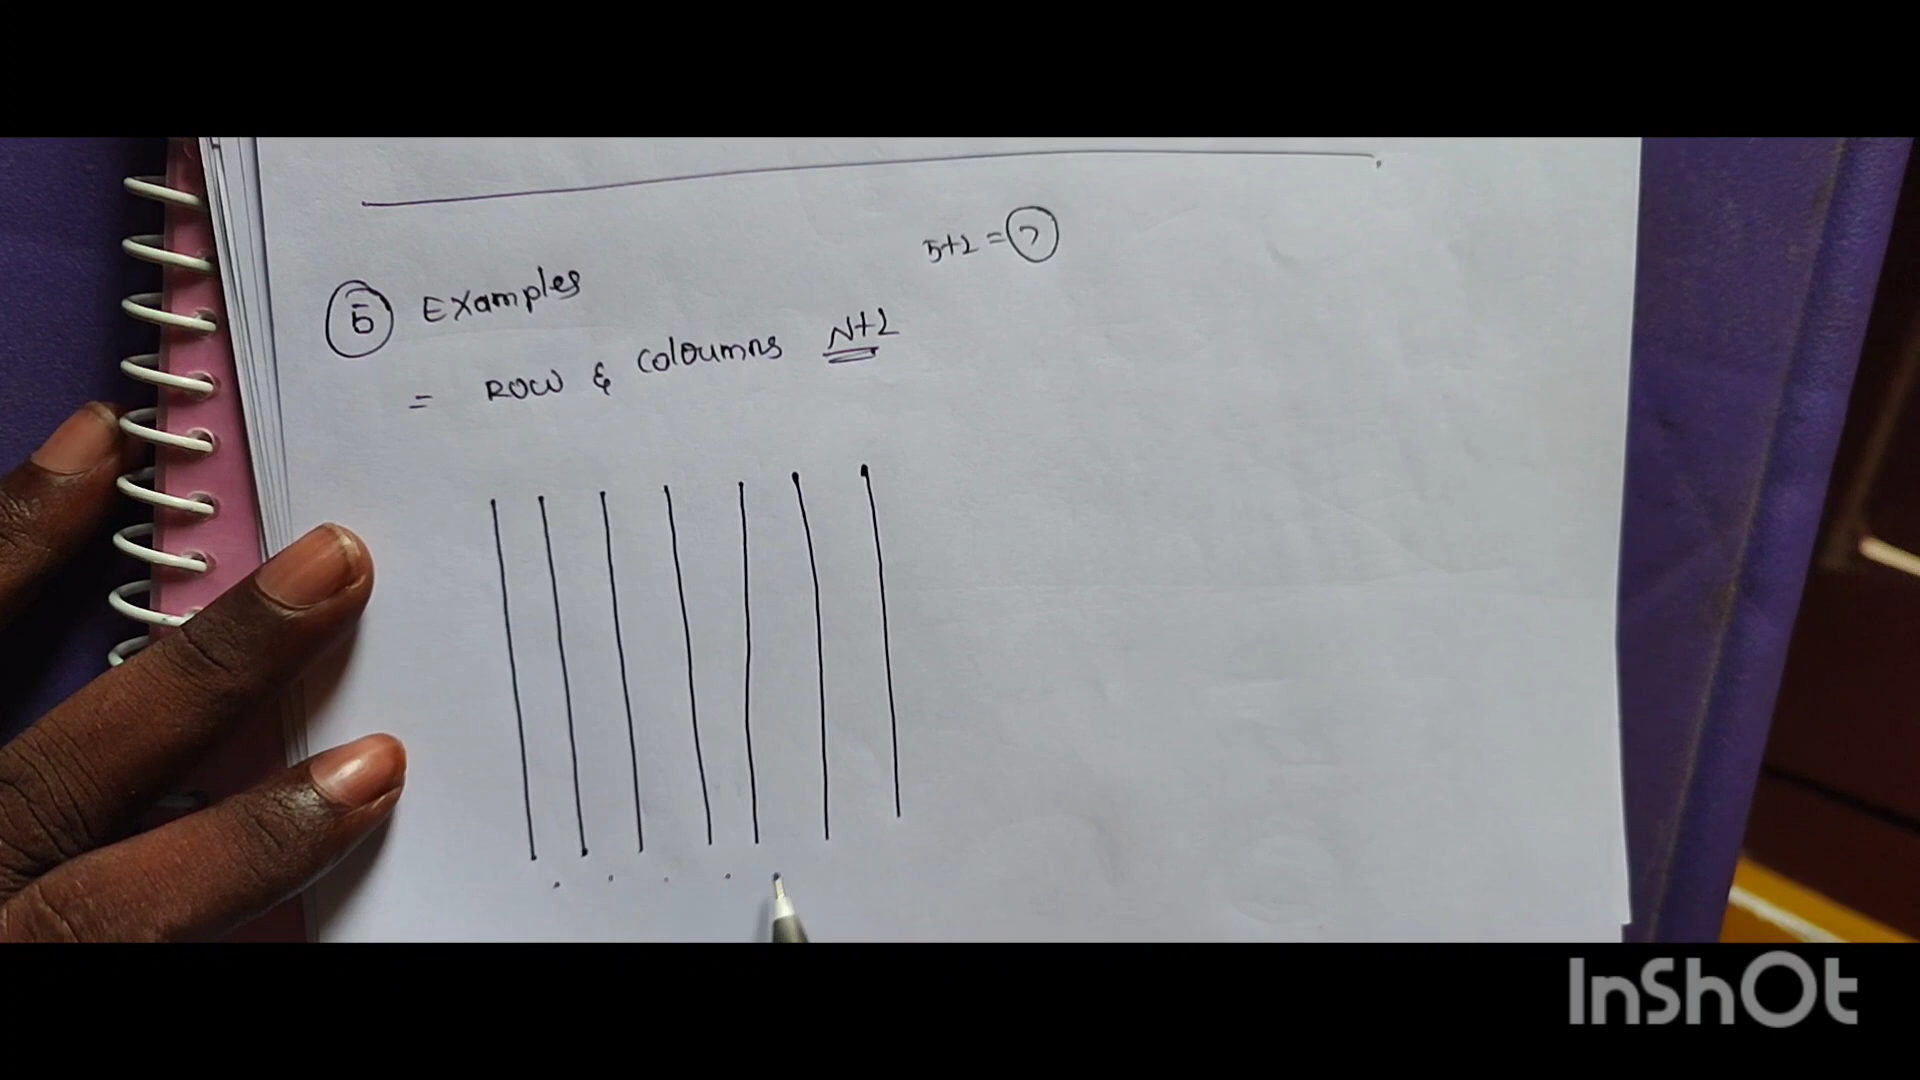 5+2 = 7
5 Examples
= ROW & coloumns N+2
InShOt